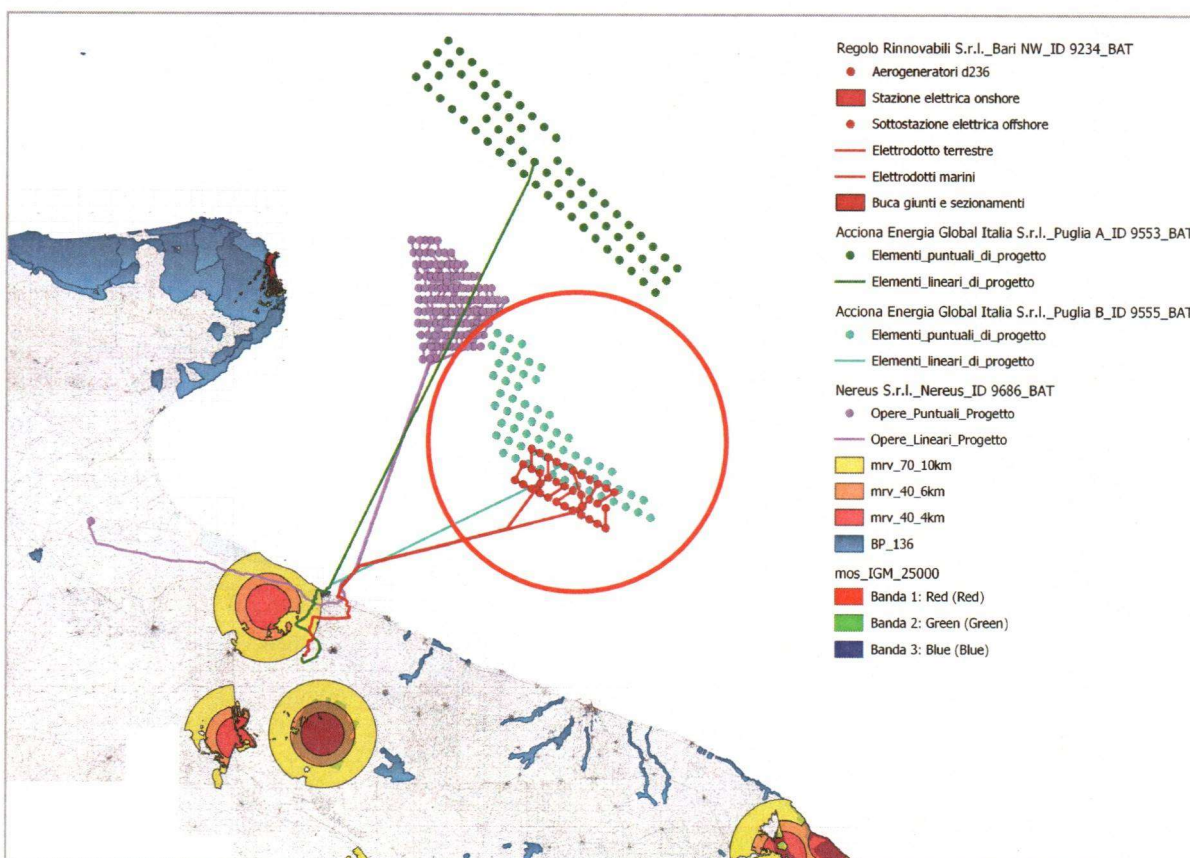 Regolo Rinnovabili S.r.l._Bari NW_ID 9234_BAT
Aerogeneratori d236
Stazione elettrica onshore
Sottostazione elettrica offshore
Elettrodotto terrestre
Elettrodotti marini
Buca giunti e sezionamenti
Acciona Energia Global Italia S.r.l._Puglia A_ID 9553_BAT
Elementi_puntuali_di_progetto
Elementi_lineari_di_progetto
Acciona Energia Global Italia S.r.l._Puglia B_ID 9555_BAT
Elementi_puntuali_di_progetto
Elementi_lineari di_progetto
Nereus S.r.l._Nereus_ID 9686_BAT
Opere_Puntuali_Progetto
Opere_Lineari_Progetto
mrv_70_10km
mrv_40_6km
mrv_40_4km
BP_136
mos_IGM_25000
Banda 1: Red (Red)
Banda 2: Green (Green)
Banda 3: Blue (Blue)